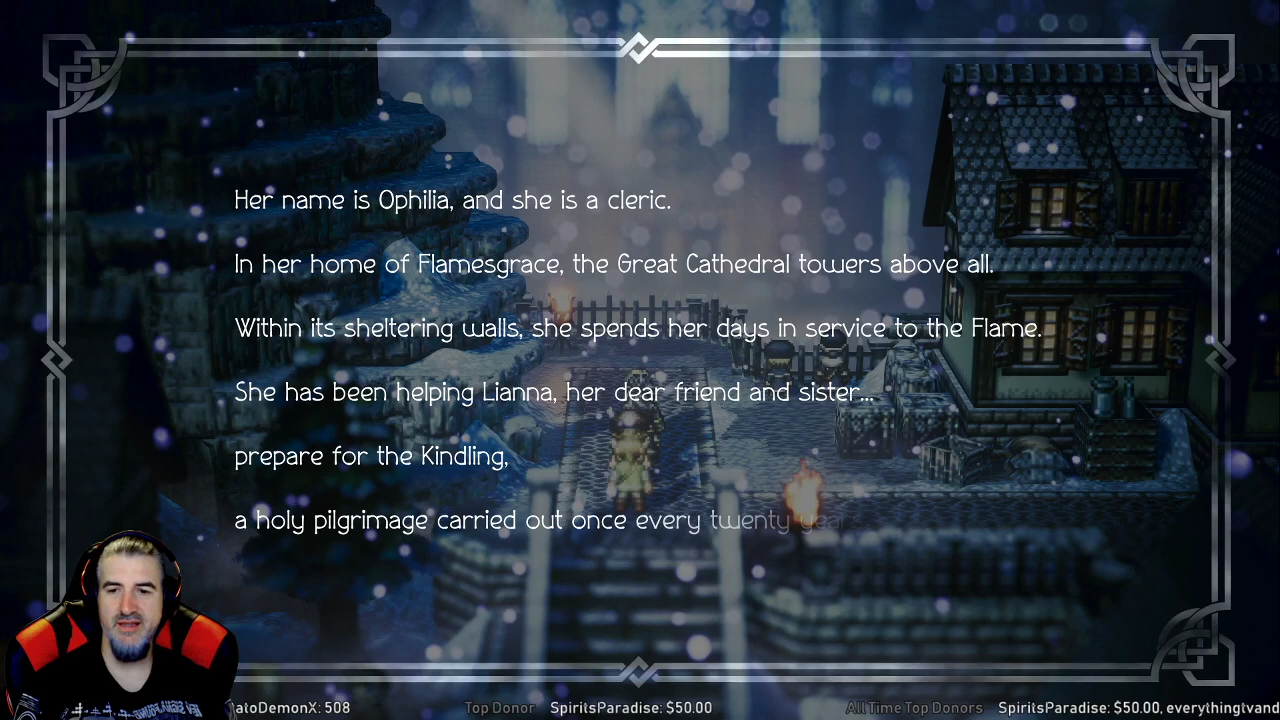 Her name is Ophilia, and she is a cleric.
In her home of Flamesgrace, the Great Cathedral towers above all.
Within its sheltering walls, she spends her days in service to the Flame.
She has been helping Lianna, her dear friend and sister...
prepare for the Kindling,
a holy pilgrimage carried out once every twenty
atoDemonX: 508 Top Donor SpiritsParadise: $50.00 All Time Top Donors SpiritsParadise: $50.00, everythingtvand